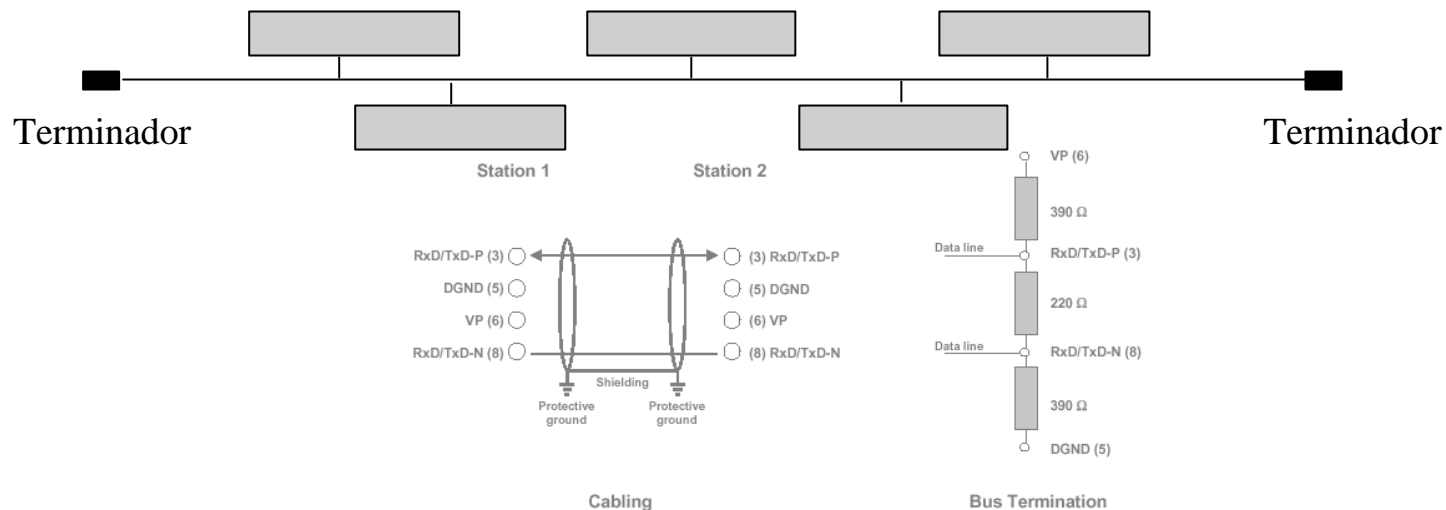 Terminador
Terminador
Station 1
Station 2
RxD/TxD-P (3)
(3) RxD/TxD-P
DGND (5)
(5) DGND
VP (6)
(6) VP
RxD/TxD-N (8)
(8) RxD/TxD-N
Shielding
Protective
ground
Protective
ground
Cabling
VP (6)
390 Ω
Data line
RxD/TxD-P (3)
220 Ω
Data line
RxD/TxD-N (8)
390 Ω
DGND (5)
Bus Termination